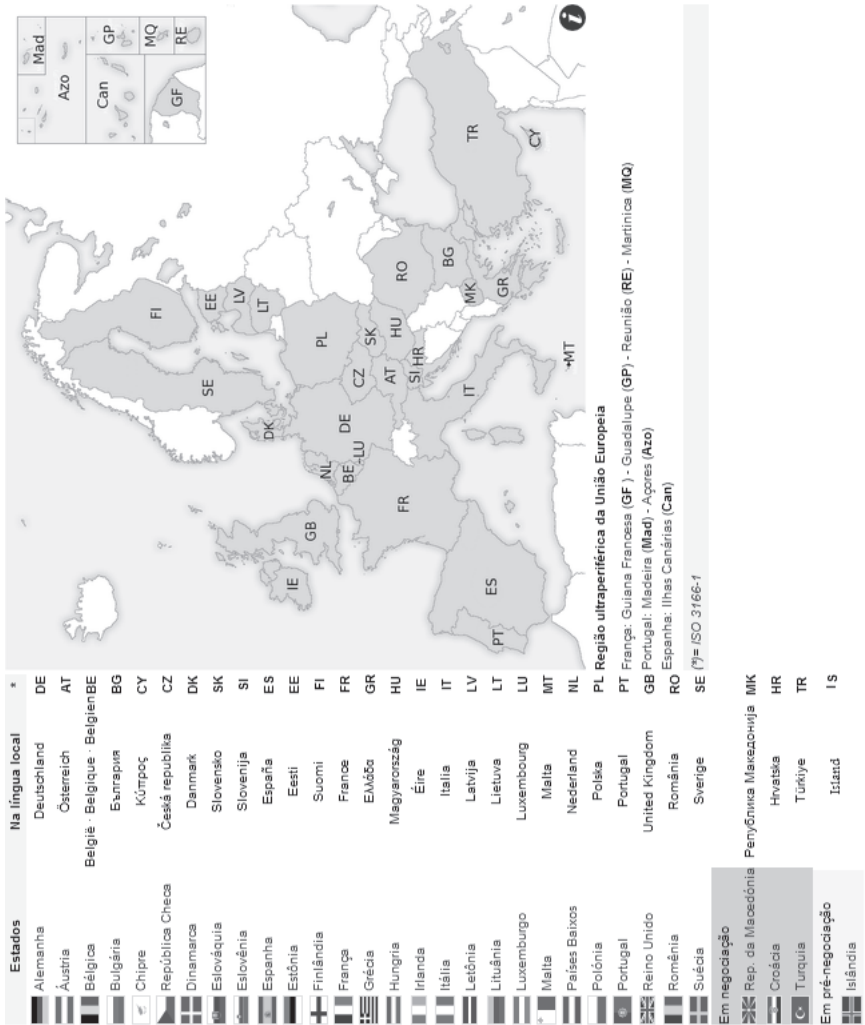 Estados Na língua local *
Alemanha Deutschland DE
Áustria Österreich AT
Bélgica België · Belgique · Belgien BE
Bulgária България BG
Chipre Κύπρος CY
República Checa Česká republika CZ
Dinamarca Danmark DK
Eslováquia Slovensko SK
Eslovênia Slovenija SI
Espanha España ES
Estônia Eesti EE
Finlândia Suomi FI
França France FR
Grécia Ελλάδα GR
Hungria Magyarország HU
Irlanda Éire IE
Itália Italia IT
Letônia Latvija LV
Lituânia Lietuva LT
Luxemburgo Luxembourg LU
Malta Malta MT
Países Baixos Nederland NL
Polónia Polska PL
Portugal Portugal PT
Reino Unido United Kingdom GB
Romênia România RO
Suécia Sverige SE
Em negociação
Rep. da Macedónia Република Македонија MK
Croácia Hrvatska HR
Turquia Türkiye TR
Em pré-negociação
Islândia Island IS
Mad
Azo
GP
Can
MQ
RE
GF
FI
SE
EE
LV
LT
DK
IE
GB
NL
BE
LU
DE
PL
CZ
SK
FR
AT
HU
RO
SI
HR
BG
MK
IT
GR
TR
PT
ES
MT
CY
i
Região ultraperiférica da União Europeia
França: Guiana Francesa (GF ) - Guadalupe (GP) - Reunião (RE) - Martinica (MQ)
Portugal: Madeira (Mad) - Açores (Azo)
Espanha: Ilhas Canárias (Can)
(*)= ISO 3166-1